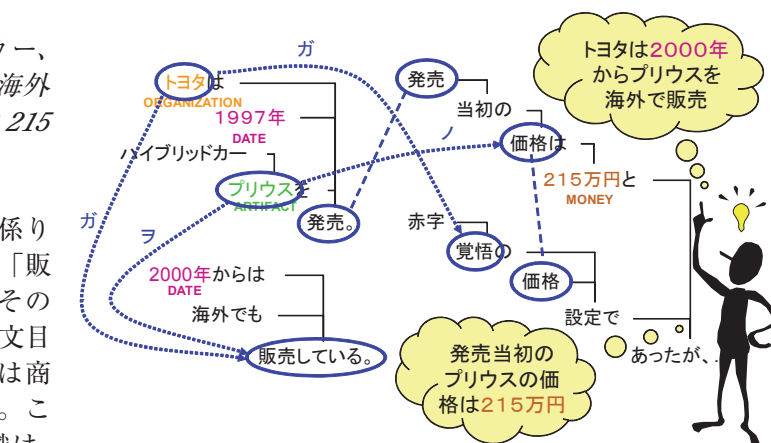 ー、
海外
215
係り
「販
その
文目
は商
。こ
トヨタは
ORGANIZATION
1997年
DATE
ハイブリッドカー
プリウスを
ARTIFACT
発売。
2000年からは
DATE
海外でも
販売している。
ガ
ガ
ヲ
ノ
発売
当初の
価格は
215万円と
MONEY
赤字
覚悟の
価格
設定で
あったが、
トヨタは2000年
からプリウスを
海外で販売
発売当初の
プリウスの価
格は215万円